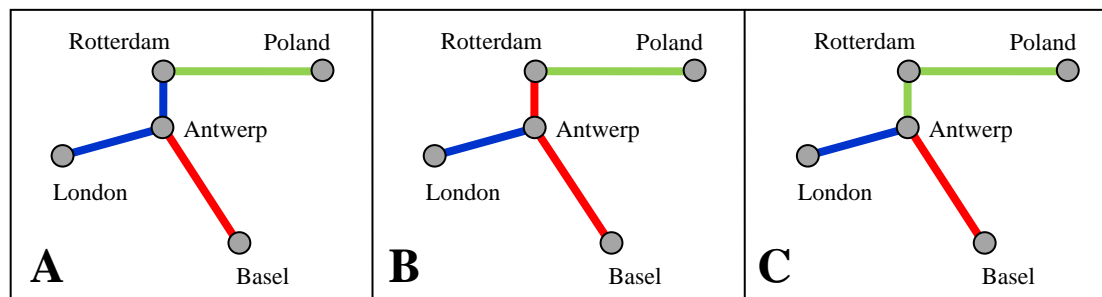 Rotterdam Poland
Antwerp
London
Basel
A
Rotterdam Poland
Antwerp
London
Basel
B
Rotterdam Poland
Antwerp
London
Basel
C